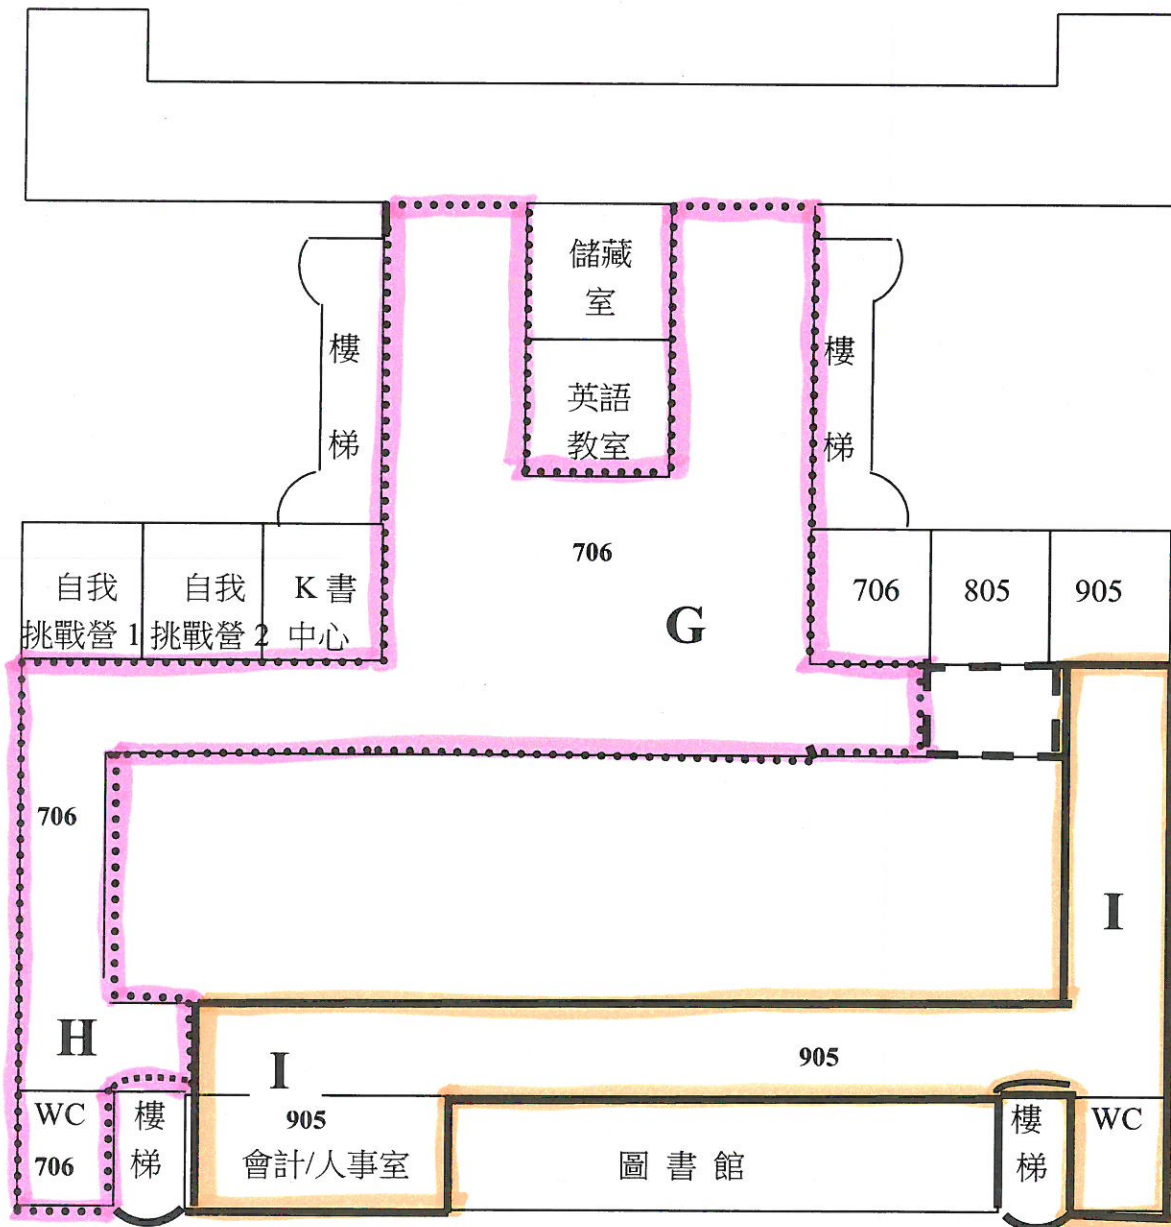 儲藏
室
英語
教室
樓
梯
樓
梯
706
G
自我
挑戰營 1
自我
挑戰營 2
K 書
中心
706
805
905
706
H
I
I
905
WC
706
樓
梯
905
會計/人事室
圖 書 館
樓
梯
WC